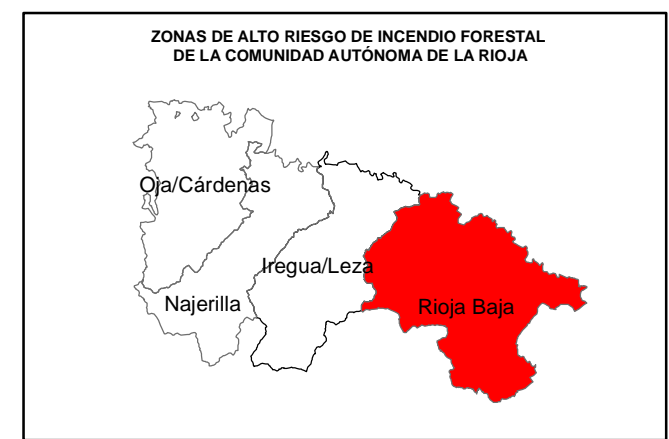 ZONAS DE ALTO RIESGO DE INCENDIO FORESTAL
DE LA COMUNIDAD AUTÓNOMA DE LA RIOJA
Oja/Cárdenas
Iregua/Leza
Najerilla
Rioja Baja